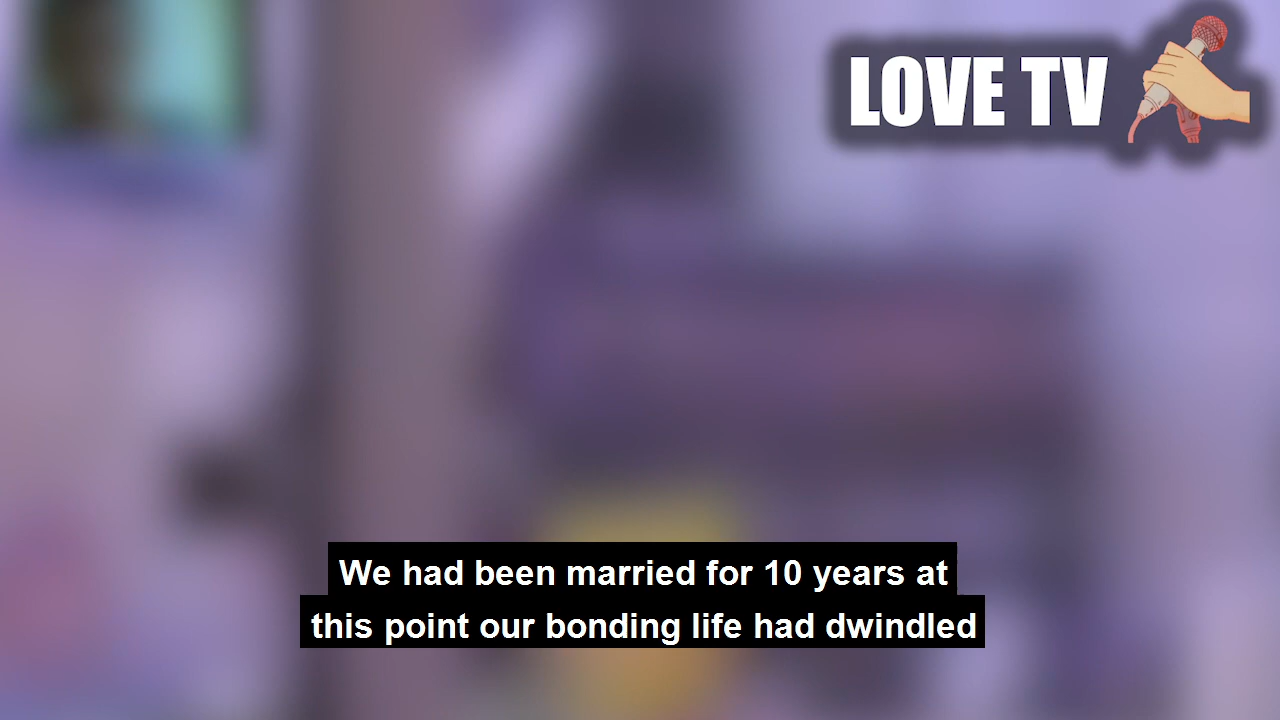 LOVE TV
We had been married for 10 years at
this point our bonding life had dwindled